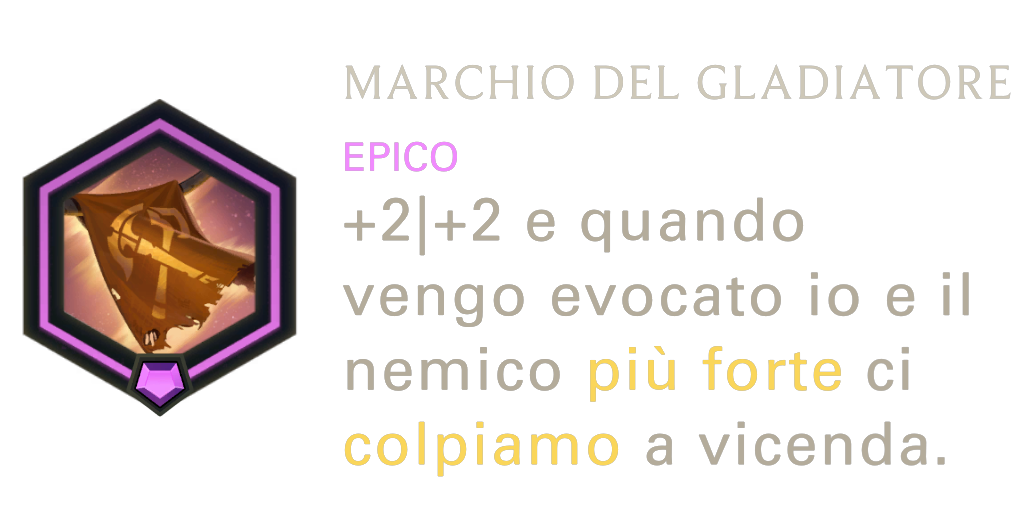 MARCHIO DEL GLADIATORE
EPICO
+2|+2 e quando
vengo evocato io e il
nemico più forte ci
colpiamo a vicenda.